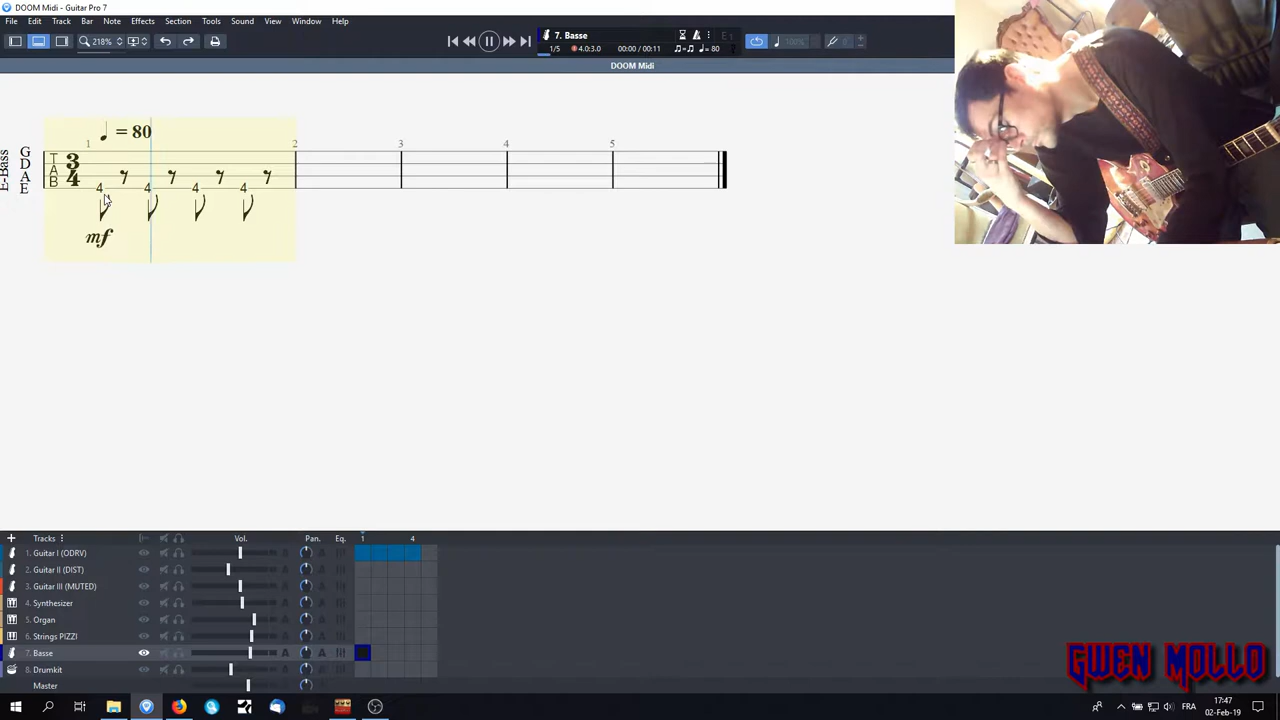 DOOM Midi - Guitar Pro 7
File Edit Track Bar Note Effects Section Tools Sound View Window Help
218%
7. Basse
1/5 4.0:3.0 00:00 / 00:11 = 80
100%
0
DOOM Midi
= 80
1 2 3 4 5
E-Bass
G
D
A
E
T
A
B
3
4
4 4 4 4
mf
Tracks Vol. Pan. Eq. 1 4
1. Guitar I (ODRV)
2. Guitar II (DIST)
3. Guitar III (MUTED)
4. Synthesizer
5. Organ
6. Strings PIZZI
7. Basse
8. Drumkit
Master
GWEN MOLLO
FRA
17:47
02-Feb-19